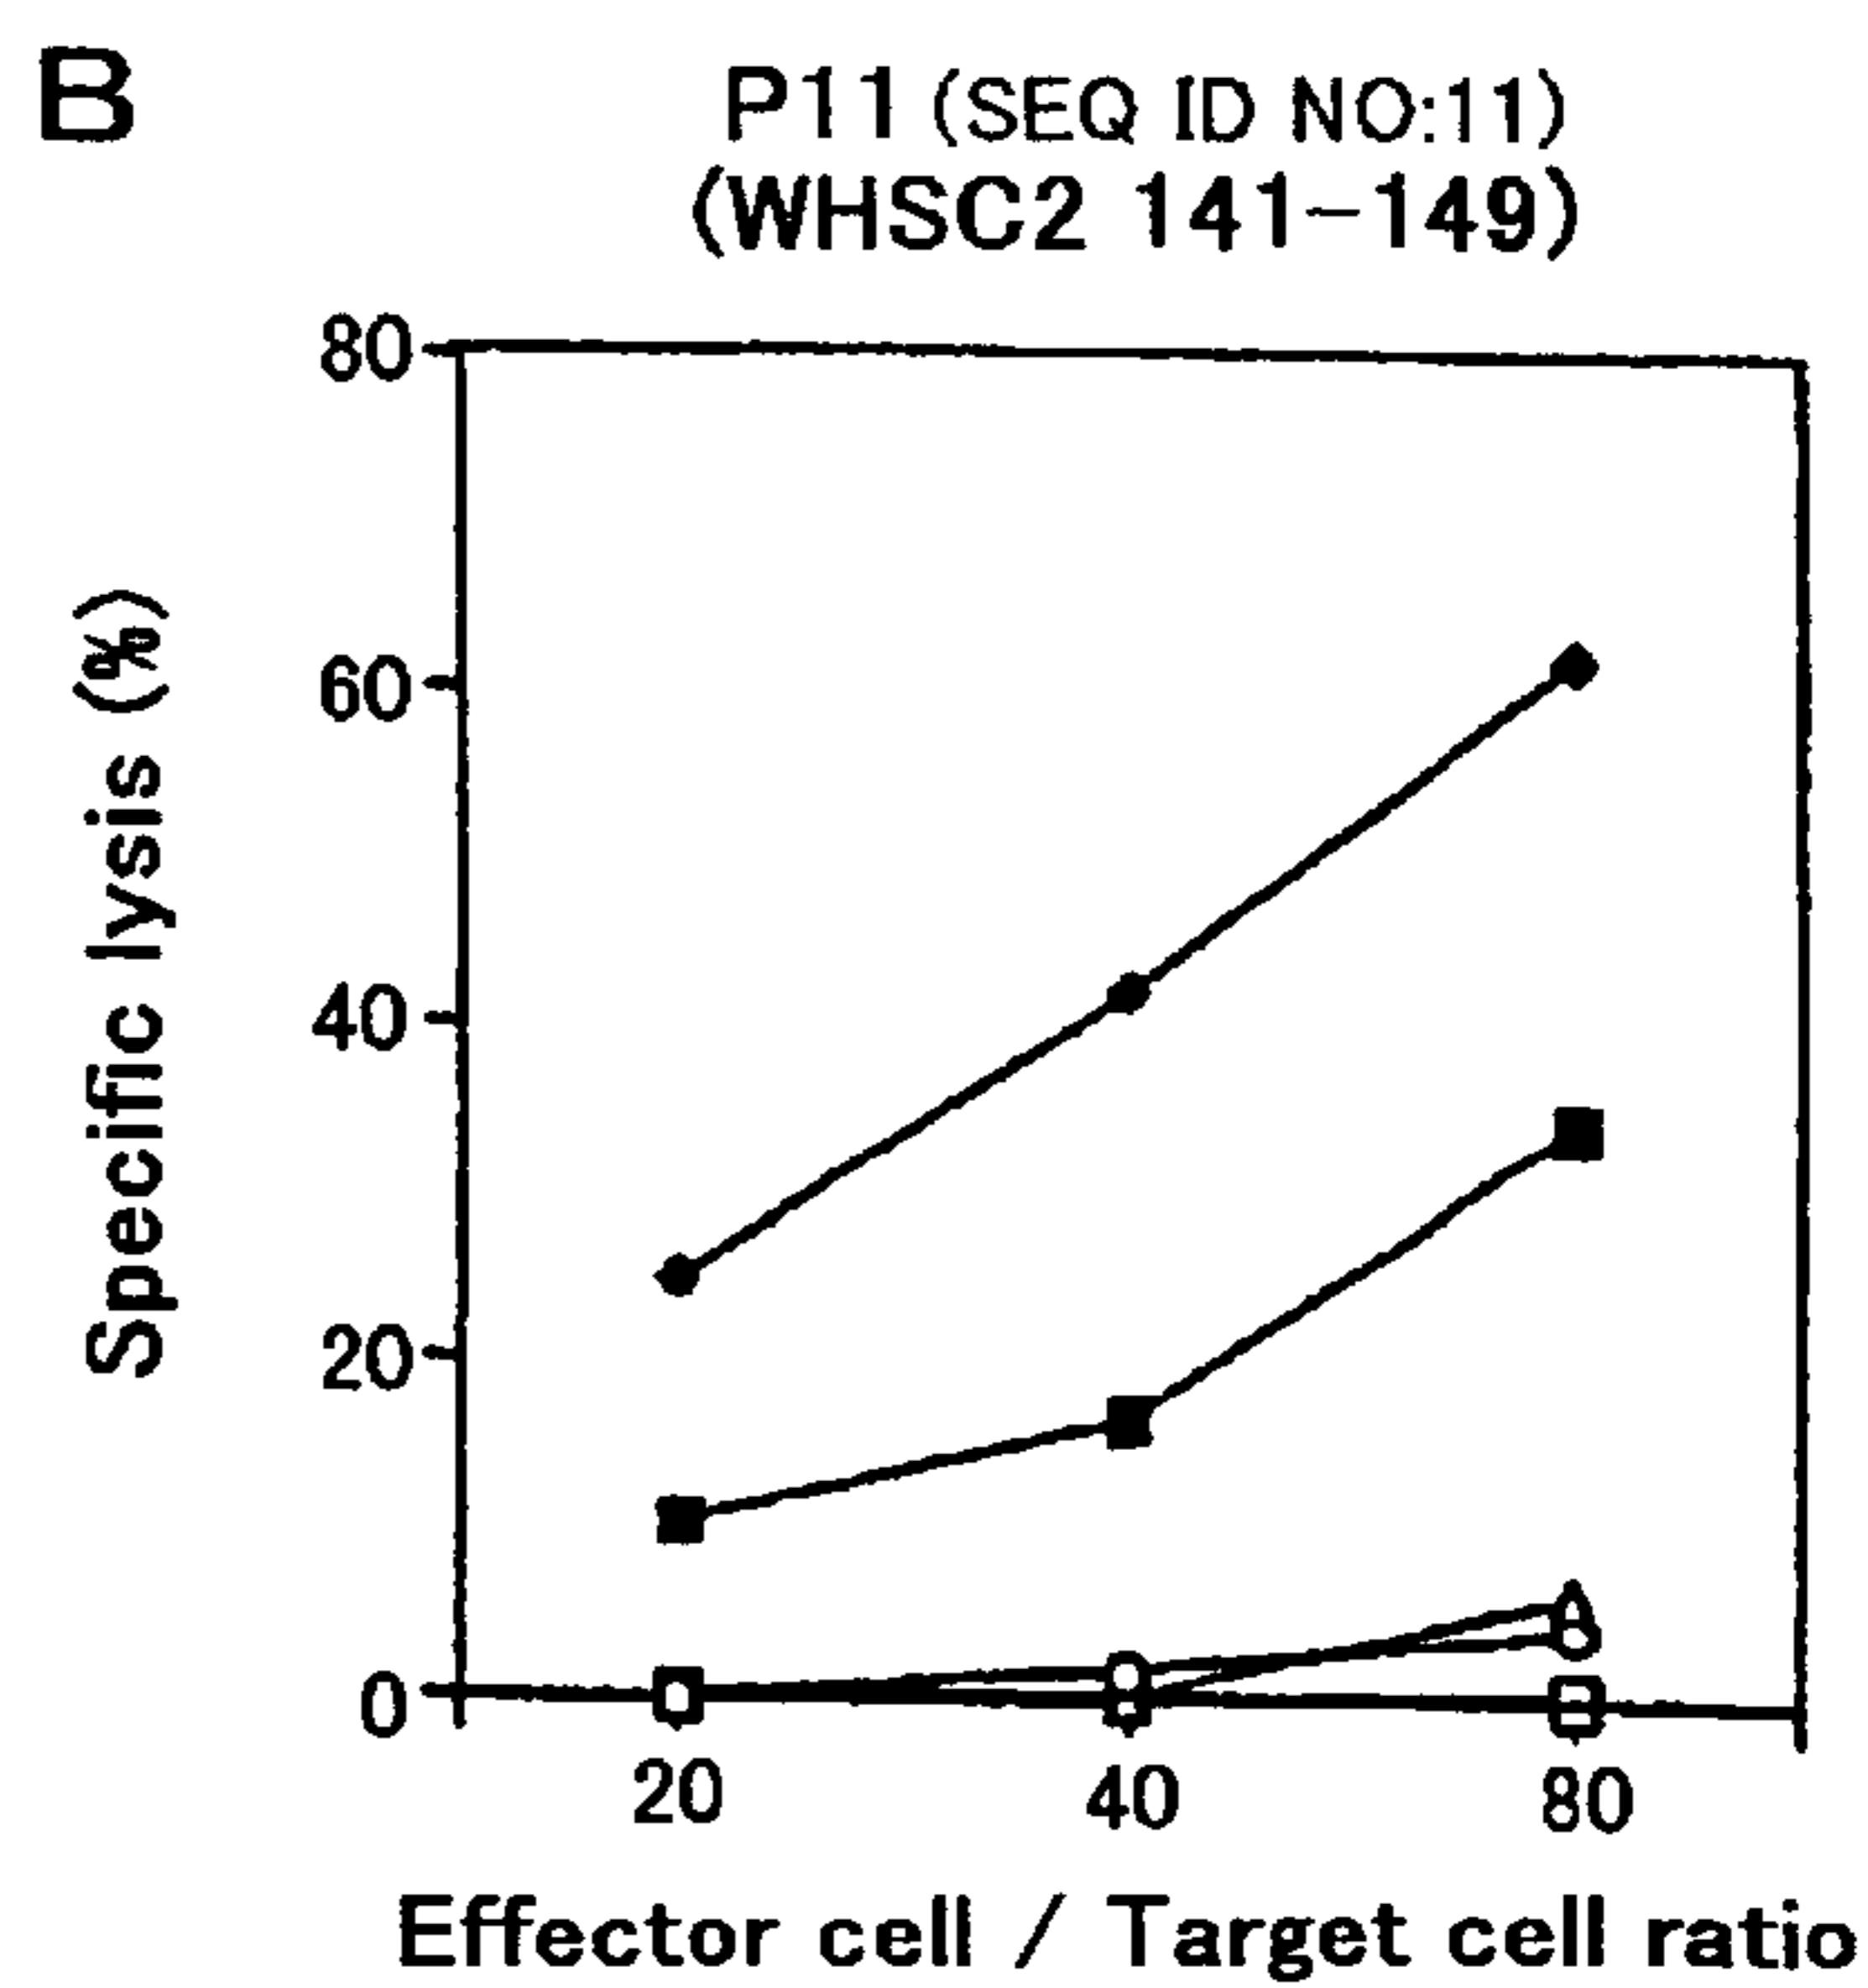 B
P11 (SEQ ID NO:11)
(WHSC2 141-149)
Specific lysis (%)
80
60
40
20
0
20 40 80
Effector cell / Target cell ratio